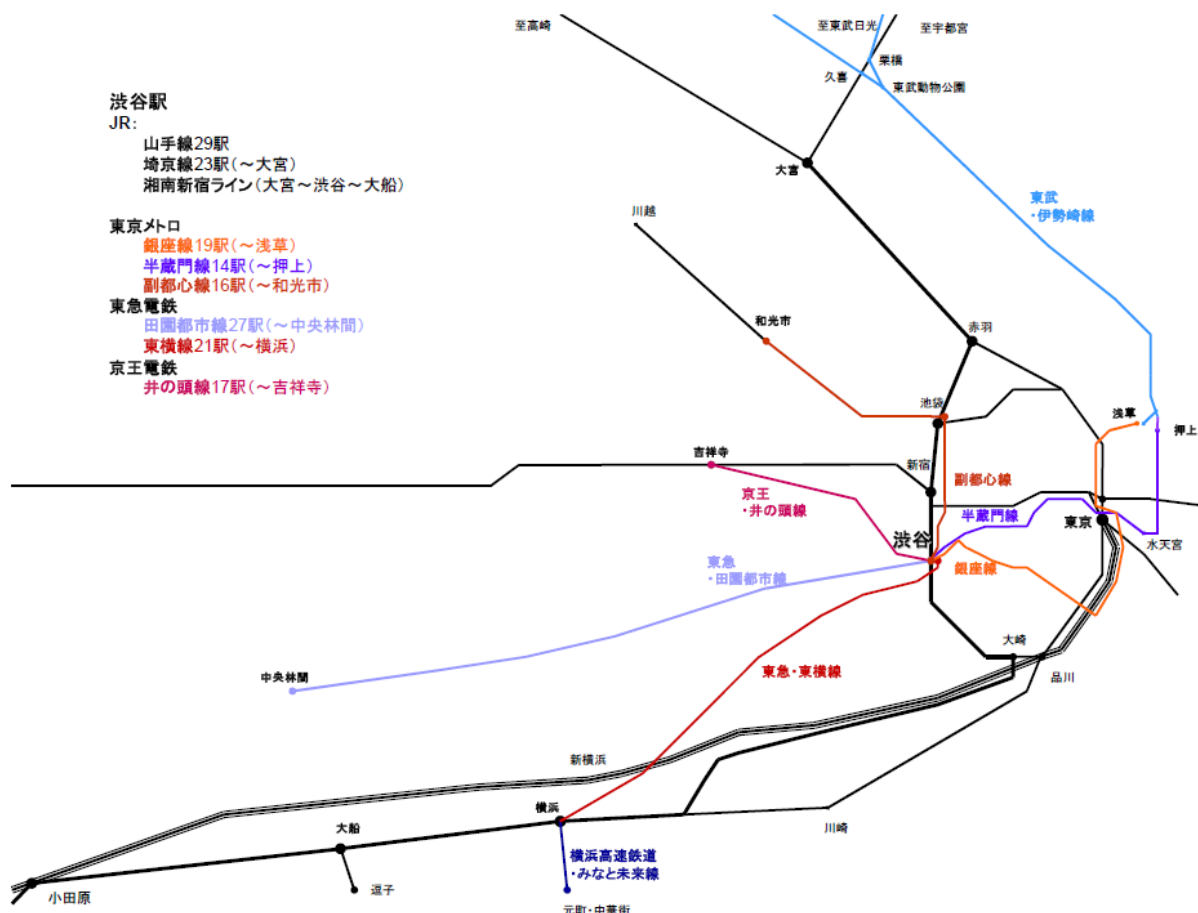 至高崎
至東武日光
至宇都宮
栗橋
久喜
東武動物公園
渋谷駅
JR:
山手線29駅
埼京線23駅(～大宮)
湘南新宿ライン(大宮～渋谷～大船)
大宮
東武
・伊勢崎線
川越
東京メトロ
銀座線19駅(～浅草)
半蔵門線14駅(～押上)
副都心線16駅(～和光市)
東急電鉄
田園都市線27駅(～中央林間)
東横線21駅(～横浜)
京王電鉄
井の頭線17駅(～吉祥寺)
和光市
赤羽
池袋
浅草
押上
吉祥寺
新宿
副都心線
京王
・井の頭線
半蔵門線
東京
渋谷
水天宮
東急
・田園都市線
銀座線
大崎
中央林間
東急・東横線
品川
新横浜
横浜
大船
川崎
横浜高速鉄道
・みなと未来線
小田原
逗子
元町・中華街